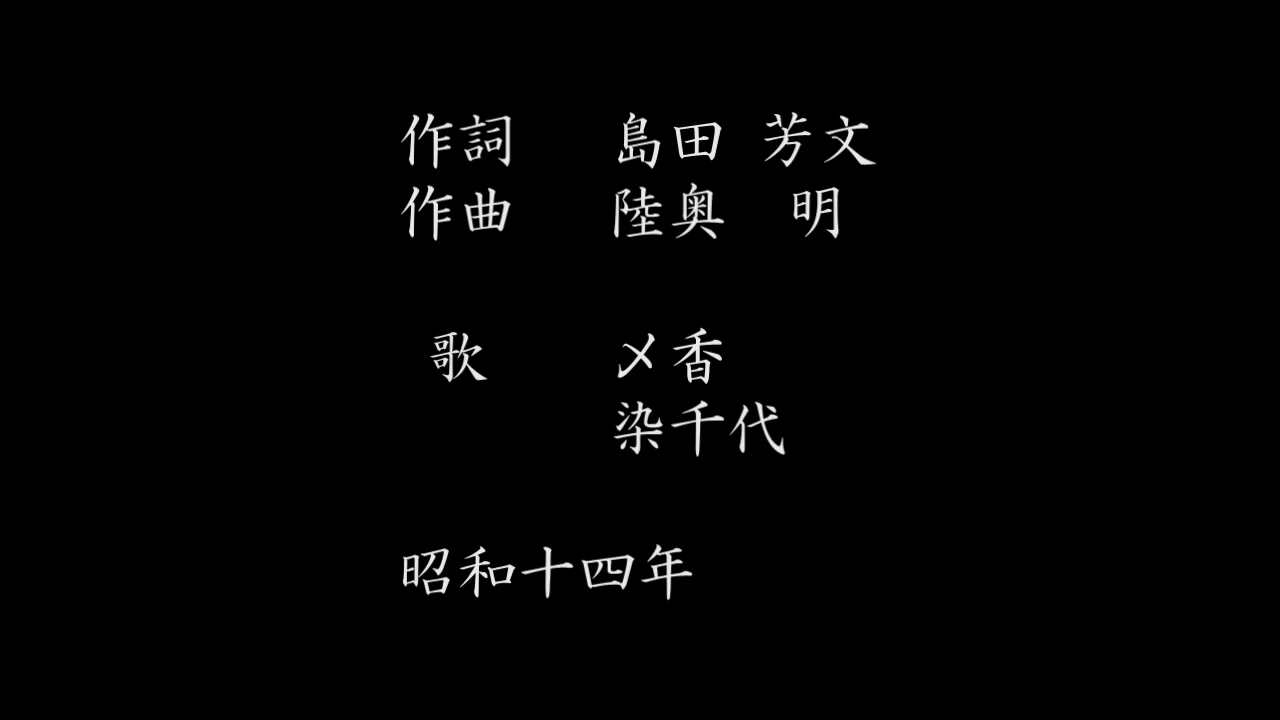 作詞　島田 芳文
作曲　陸奥　明
歌　〆香
染千代
昭和十四年